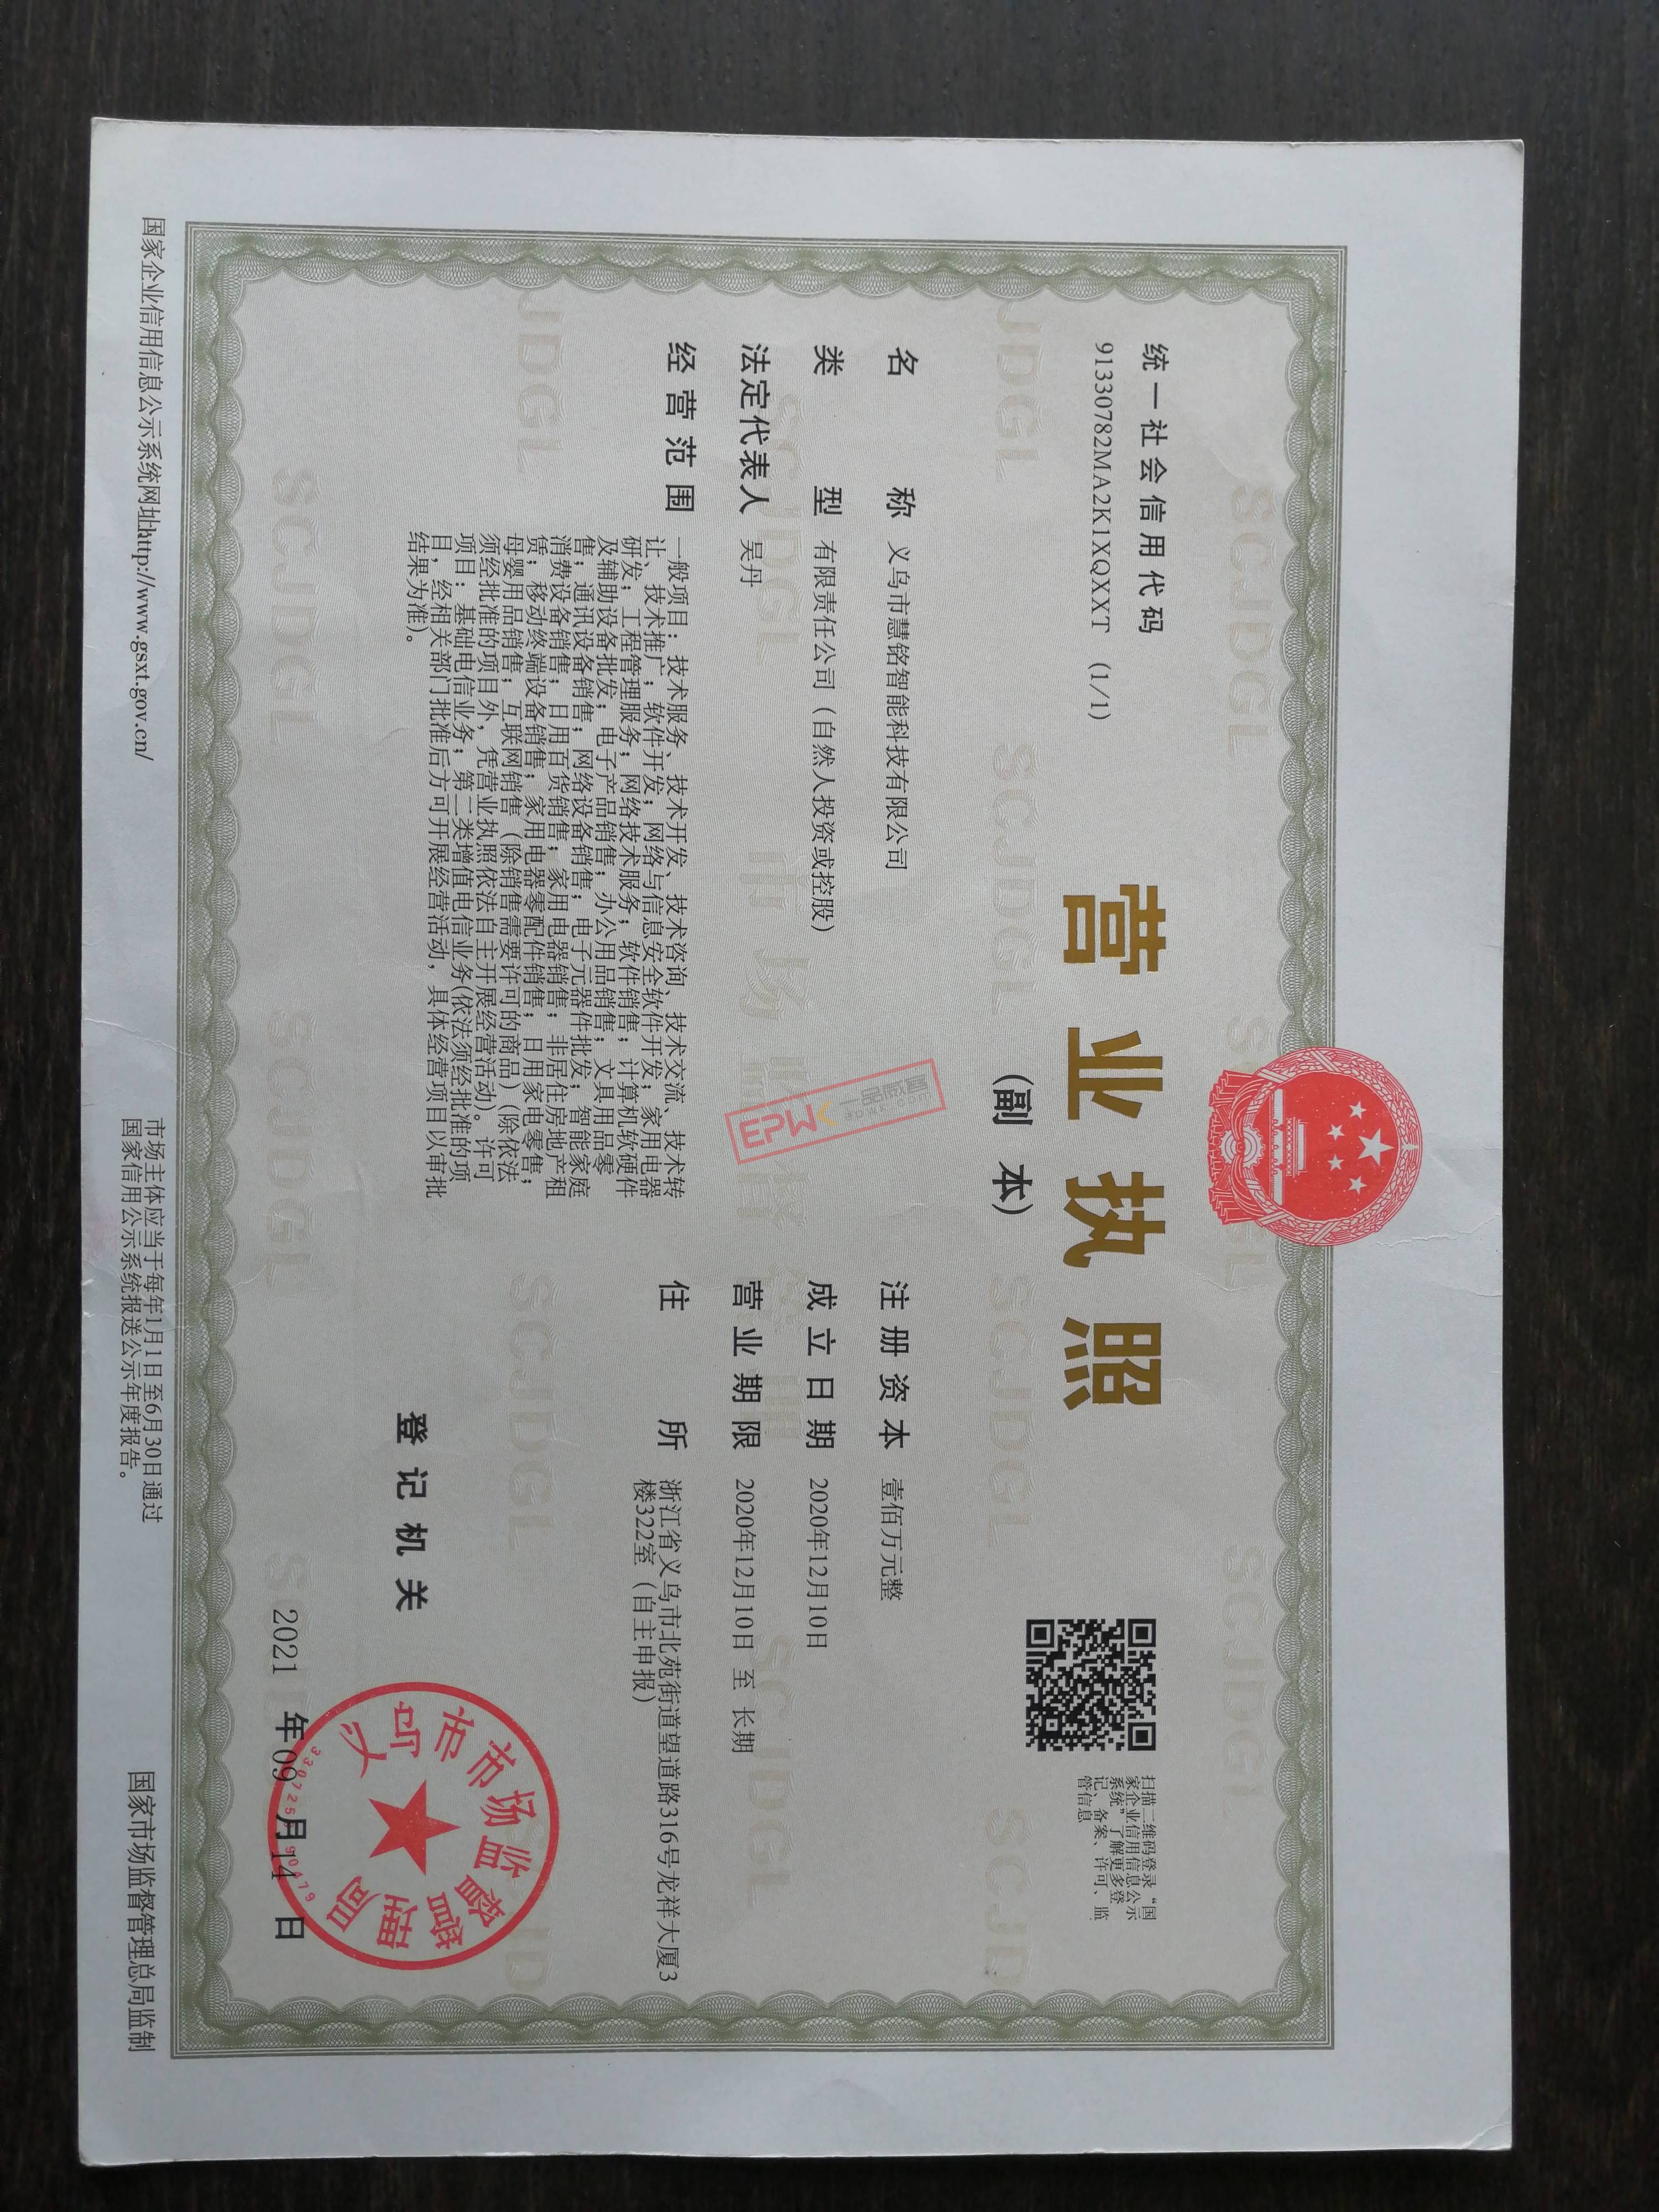 统一社会信用代码
91330782MA2K1XQXXT (1/1)
营业执照
(副本)
扫描二维码登录“国
家企业信用信息公示
系统”了解更多登
记、备案、许可、监
管信息
名称 义乌市慧铭智能科技有限公司
类型 有限责任公司（自然人投资或控股）
法定代表人 吴丹
经营范围 一般项目：技术服务、技术开发、技术咨询、技术交流、技术转
让、技术推广；软件开发；网络与信息安全软件开发；家用电器
研发；工程管理服务；网络技术服务；软件销售；计算机软硬件
及辅助设备批发；电子产品销售；办公用品销售；文具用品零
售；通讯设备销售；网络设备销售；电子元器件批发；智能家庭
消费设备销售；日用百货销售；家用电器销售；非居住房地产租
赁；移动终端设备销售；家用电器零配件销售；日用家电零售；
母婴用品销售；互联网销售（除销售需要许可的商品）(除依法
须经批准的项目外，凭营业执照依法自主开展经营活动)。许可
项目：基础电信业务；第二类增值电信业务(依法须经批准的项
目，经相关部门批准后方可开展经营活动，具体经营项目以审批
结果为准)。
注册资本 壹佰万元整
成立日期 2020年12月10日
营业期限 2020年12月10日 至 长期
住所 浙江省义乌市北苑街道望道路316号龙祥大厦3
楼322室（自主申报）
EPWK 一品威客
登记机关
义乌市市场监督管理局
2021 年 09 月 14 日
国家企业信用信息公示系统网址http://www.gsxt.gov.cn/
市场主体应当于每年1月1日至6月30日通过
国家信用公示系统报送公示年度报告。
国家市场监督管理总局监制